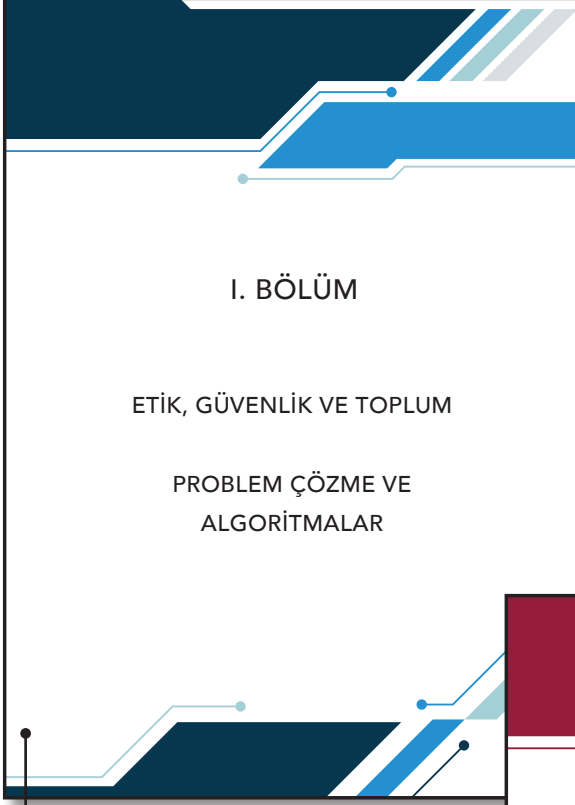 I. BÖLÜM
ETİK, GÜVENLİK VE TOPLUM
PROBLEM ÇÖZME VE
ALGORİTMALAR